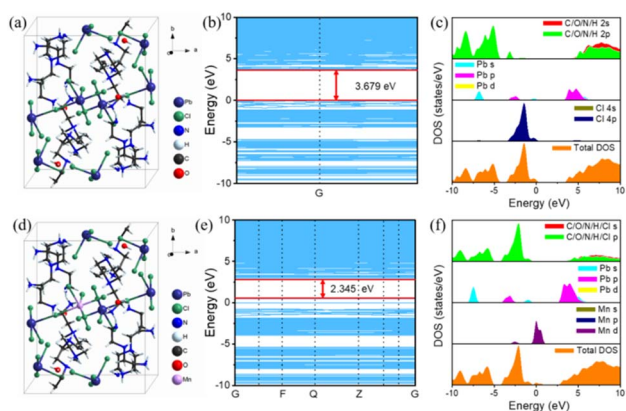 (a)
b
a
c
Pb
Cl
N
H
C
O
(b)
Energy (eV)
10
5
0
-5
-10
3.679 eV
G
(c)
DOS (states/eV)
C/O/N/H 2s
C/O/N/H 2p
Pb s
Pb p
Pb d
Cl 4s
Cl 4p
Total DOS
-10 -5 0 5 10
Energy (eV)
(d)
b
a
Pb
Cl
N
H
C
O
Mn
(e)
Energy (eV)
10
5
0
-5
-10
2.345 eV
G F Q Z G
(f)
DOS (states/eV)
C/O/N/H/Cl s
C/O/N/H/Cl p
Pb s
Pb p
Pb d
Mn s
Mn p
Mn d
Total DOS
-10 -5 0 5 10
Energy (eV)